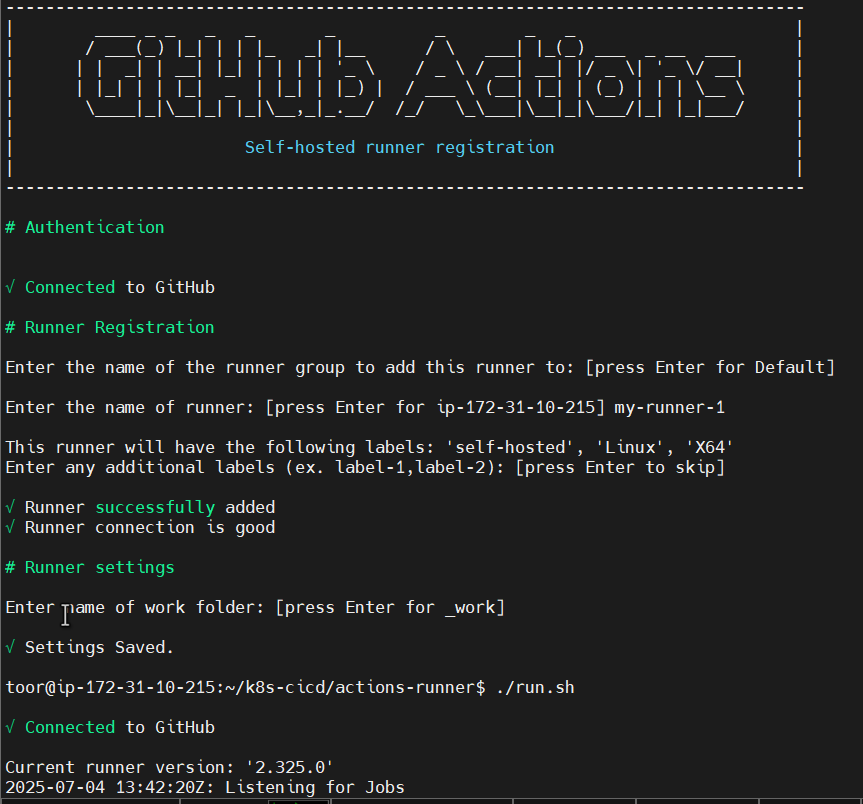 GitHub Actions
Self-hosted runner registration
# Authentication
√ Connected to GitHub
# Runner Registration
Enter the name of the runner group to add this runner to: [press Enter for Default]
Enter the name of runner: [press Enter for ip-172-31-10-215] my-runner-1
This runner will have the following labels: 'self-hosted', 'Linux', 'X64'
Enter any additional labels (ex. label-1,label-2): [press Enter to skip]
√ Runner successfully added
√ Runner connection is good
# Runner settings
Enter name of work folder: [press Enter for _work]
√ Settings Saved.
toor@ip-172-31-10-215:~/k8s-cicd/actions-runner$ ./run.sh
√ Connected to GitHub
Current runner version: '2.325.0'
2025-07-04 13:42:20Z: Listening for Jobs